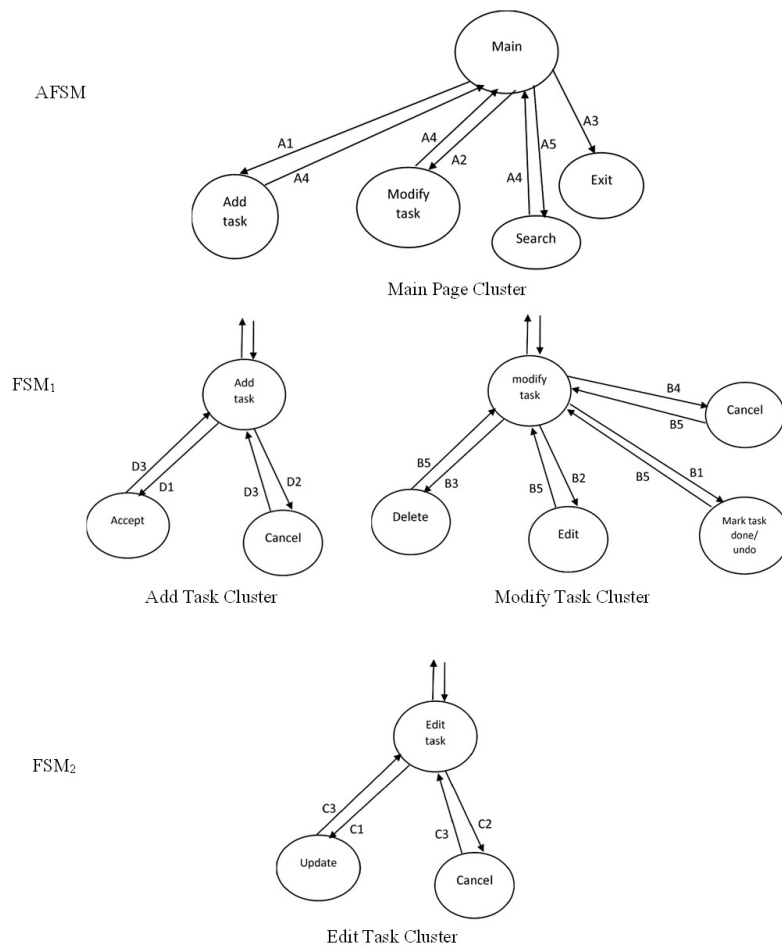 Main
AFSM
A1
A4
A4
A2
A4
A5
A3
Add
task
Modify
task
Search
Exit
Main Page Cluster
FSM1
Add
task
D3
D1
D3
D2
Accept
Cancel
Add Task Cluster
modify
task
B4
B5
Cancel
B5
B3
B2
B5
B1
B5
Delete
Edit
Mark task
done/
undo
Modify Task Cluster
FSM2
Edit
task
C3
C1
C3
C2
Update
Cancel
Edit Task Cluster